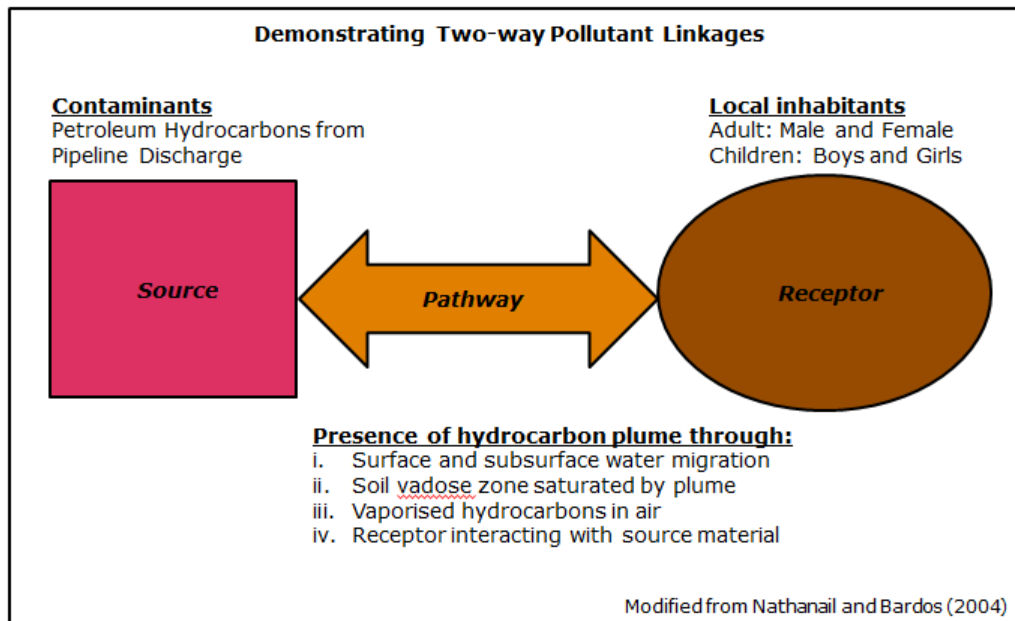 Demonstrating Two-way Pollutant Linkages
Contaminants
Petroleum Hydrocarbons from
Pipeline Discharge
Local inhabitants
Adult: Male and Female
Children: Boys and Girls
Source
Pathway
Receptor
Presence of hydrocarbon plume through:
i. Surface and subsurface water migration
ii. Soil vadose zone saturated by plume
iii. Vaporised hydrocarbons in air
iv. Receptor interacting with source material
Modified from Nathanail and Bardos (2004)